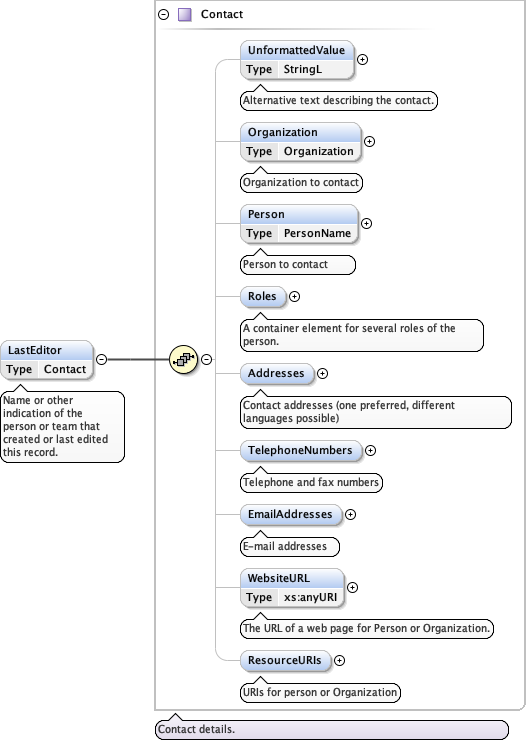 Contact
UnformattedValue
Type StringL
Alternative text describing the contact.
Organization
Type Organization
Organization to contact
Person
Type PersonName
Person to contact
Roles
A container element for several roles of the
person.
LastEditor
Type Contact
Name or other
indication of the
person or team that
created or last edited
this record.
Addresses
Contact addresses (one preferred, different
languages possible)
TelephoneNumbers
Telephone and fax numbers
EmailAddresses
E-mail addresses
WebsiteURL
Type xs:anyURI
The URL of a web page for Person or Organization.
ResourceURIs
URIs for person or Organization
Contact details.